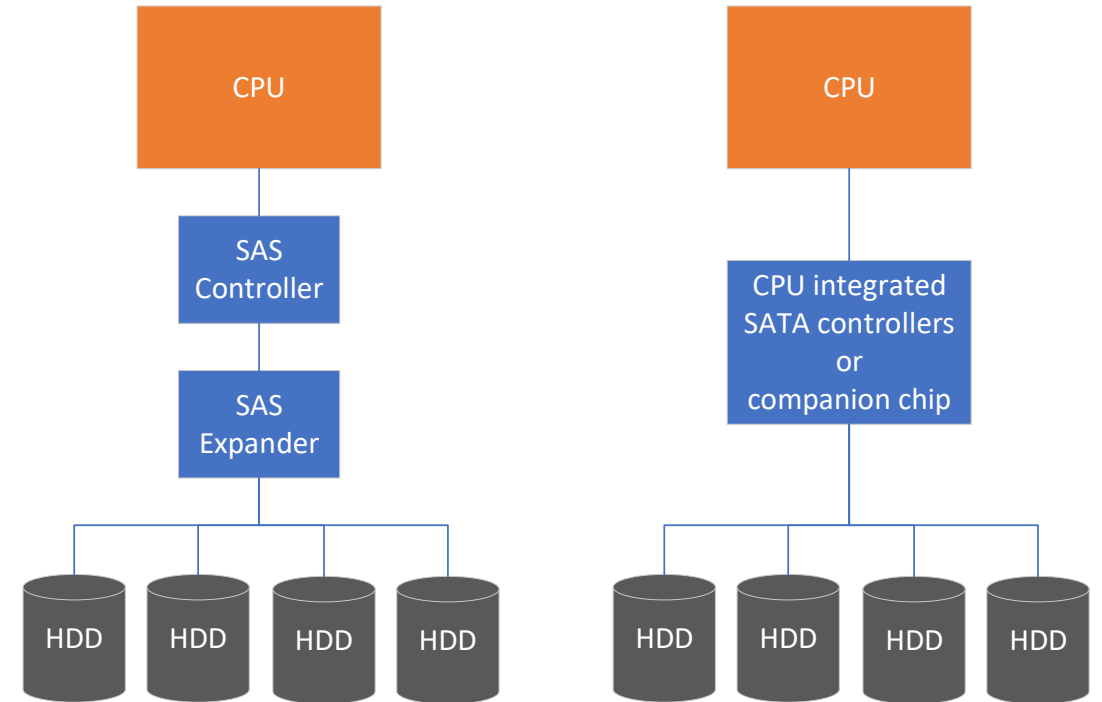 CPU
SAS
Controller
SAS
Expander
HDD
HDD
HDD
HDD
CPU
CPU integrated
SATA controllers
or
companion chip
HDD
HDD
HDD
HDD